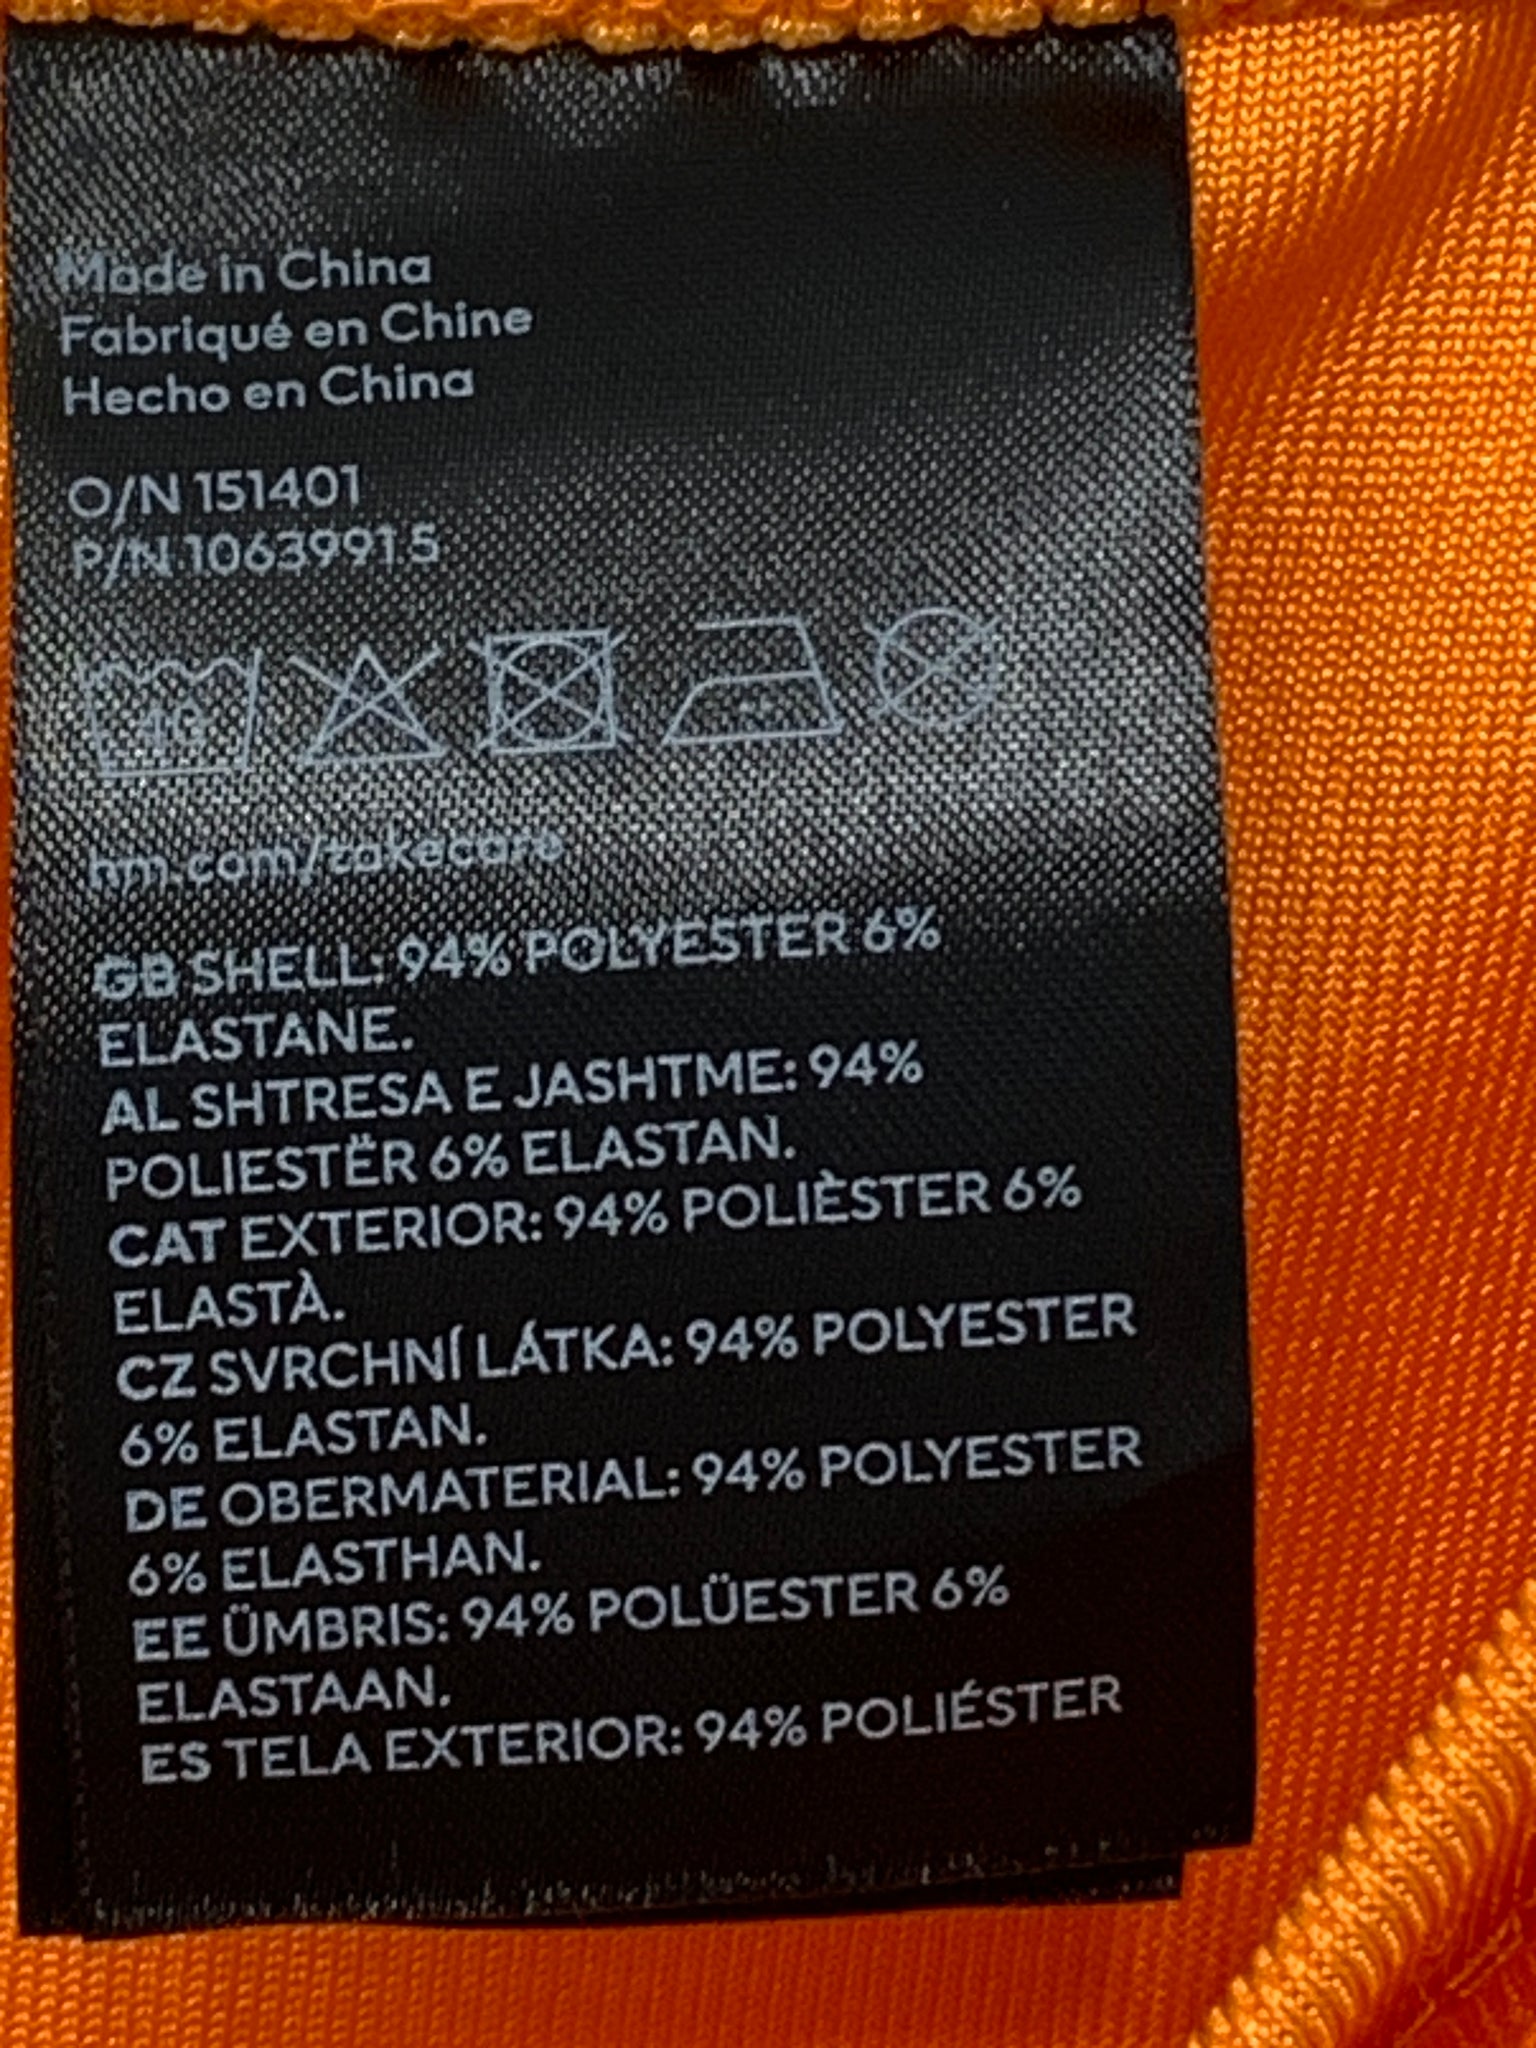 Made in China
Fabriqué en Chine
Hecho en China
O/N 151401
P/N 10639915
40
hm.com/takecare
GB SHELL: 94% POLYESTER 6%
ELASTANE.
AL SHTRESA E JASHTME: 94%
POLIESTËR 6% ELASTAN.
CAT EXTERIOR: 94% POLIÈSTER 6%
ELASTÀ.
CZ SVRCHNÍ LÁTKA: 94% POLYESTER
6% ELASTAN.
DE OBERMATERIAL: 94% POLYESTER
6% ELASTHAN.
EE ÜMBRIS: 94% POLÜESTER 6%
ELASTAAN.
ES TELA EXTERIOR: 94% POLIÉSTER